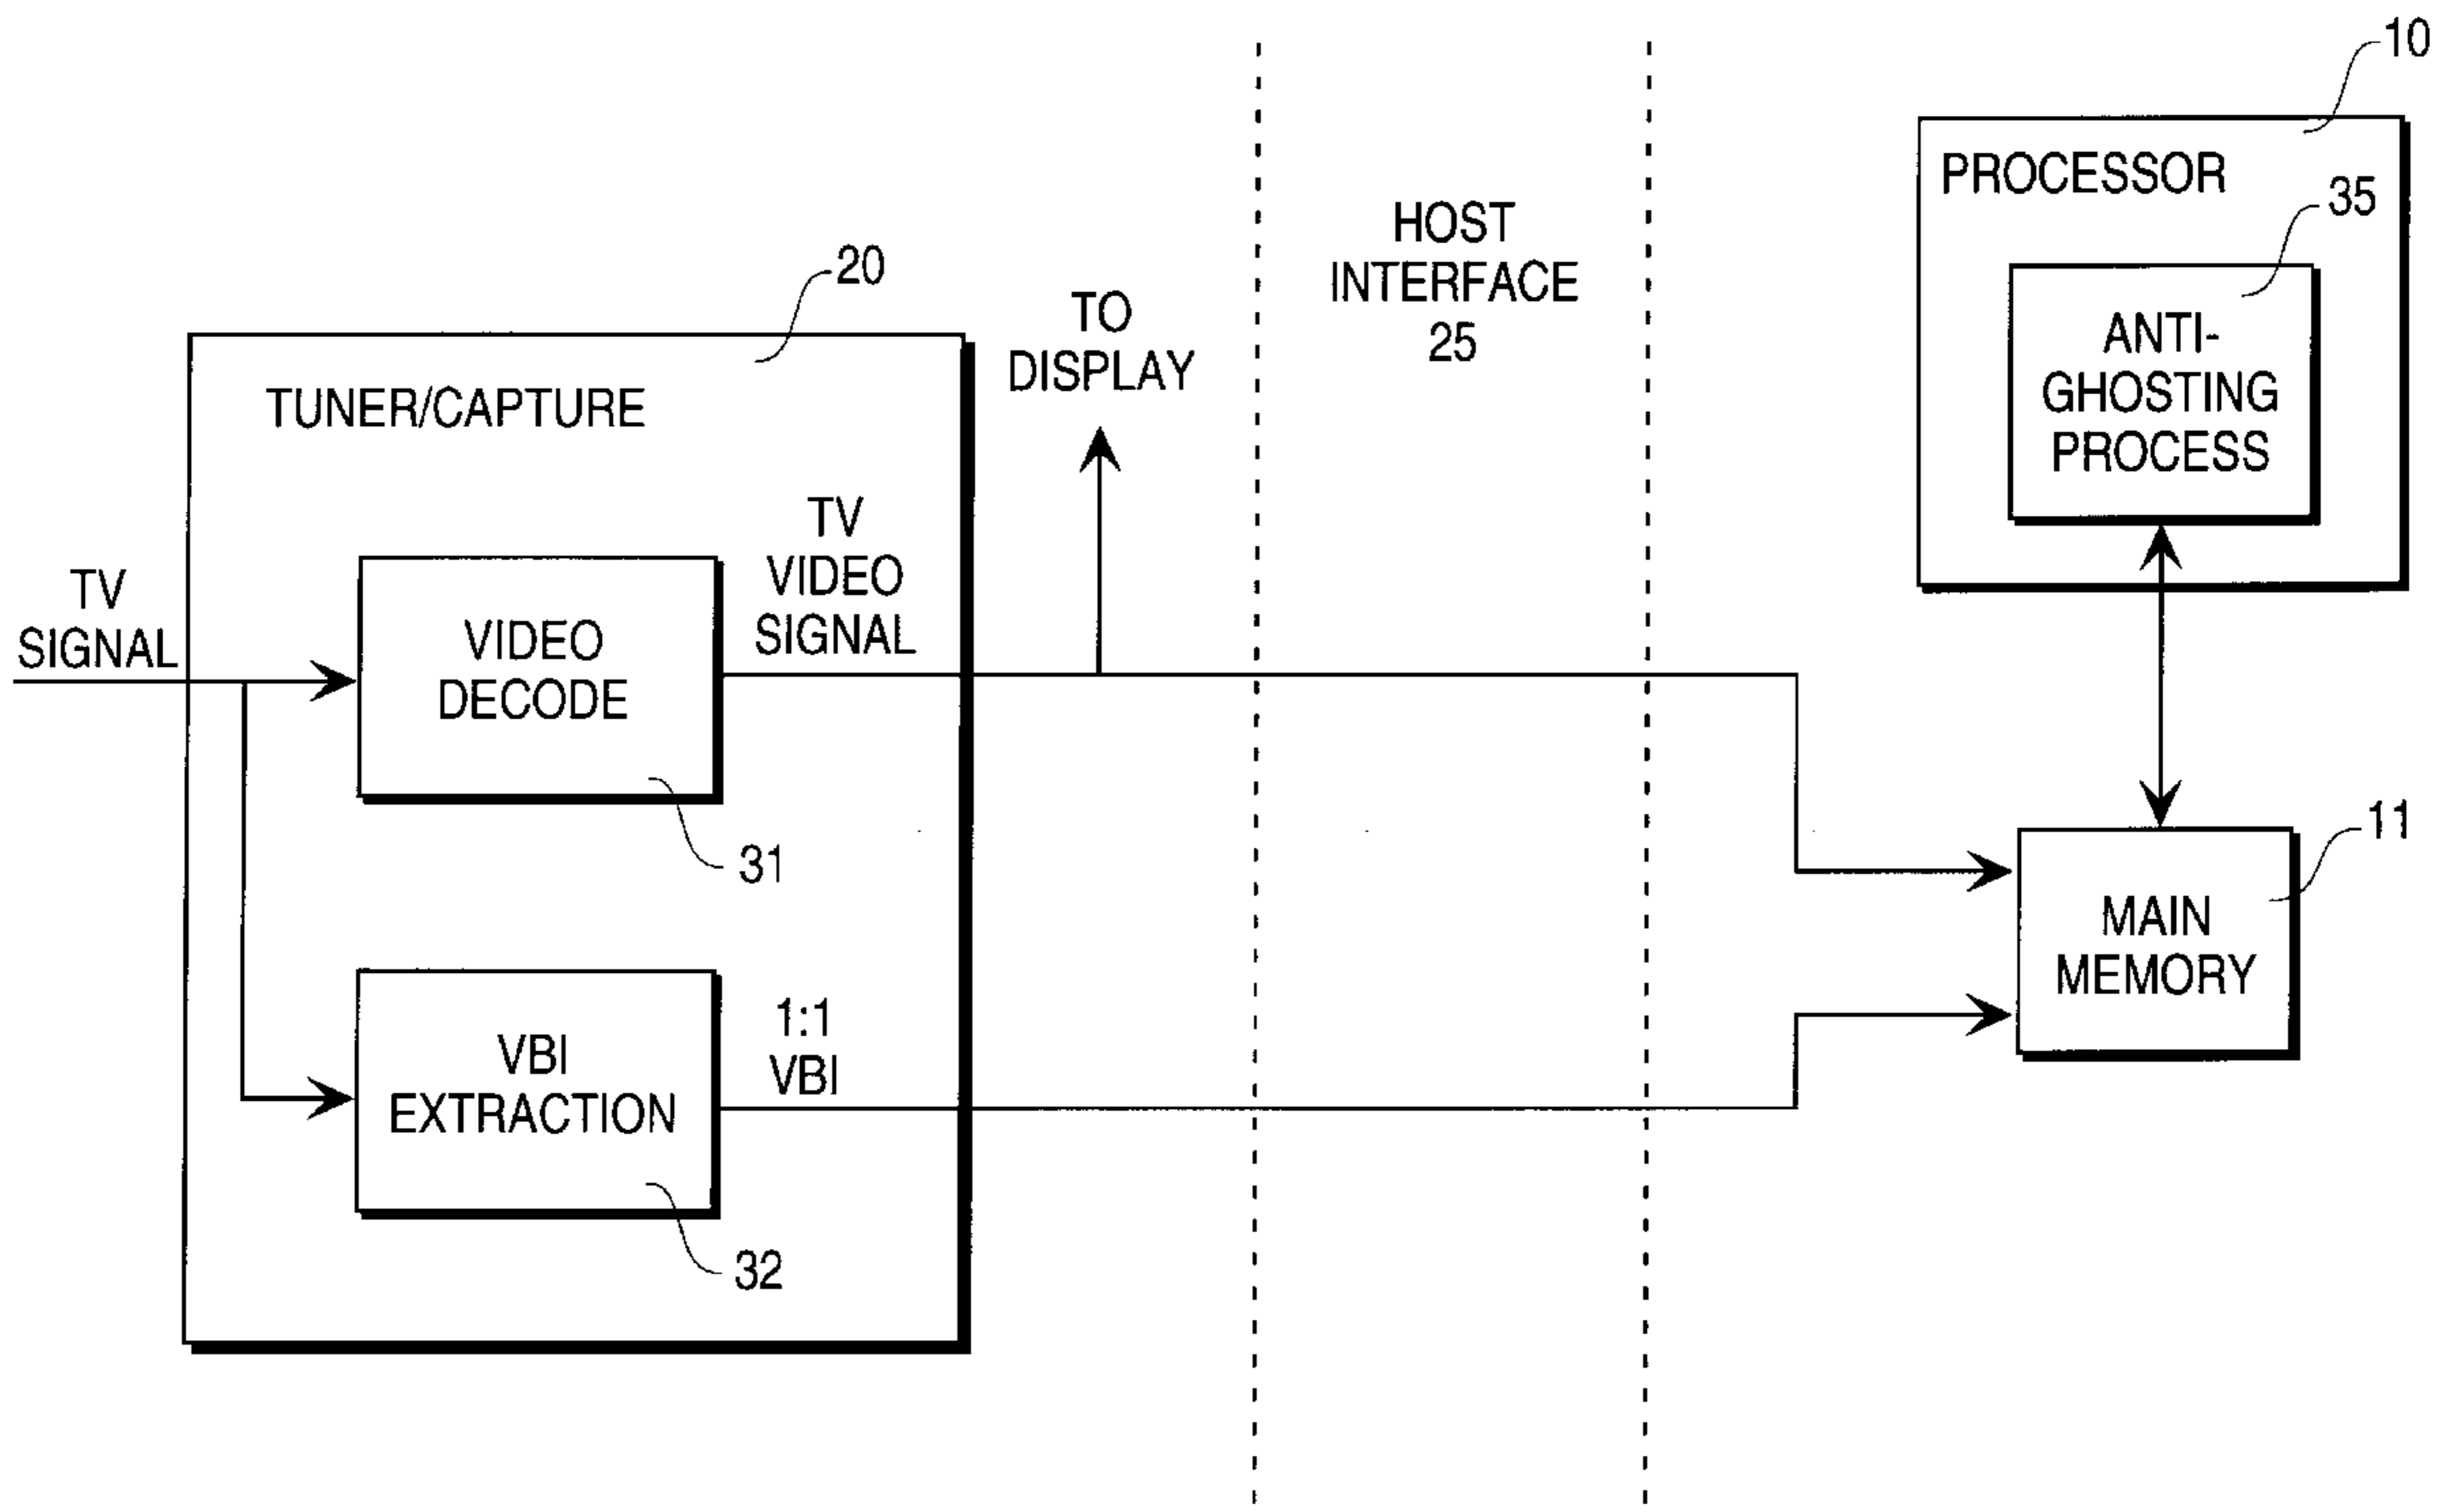 10
PROCESSOR
35
ANTI-
GHOSTING
PROCESS
HOST
INTERFACE
25
20
TO
DISPLAY
TUNER/CAPTURE
TV
VIDEO
SIGNAL
TV
SIGNAL
VIDEO
DECODE
31
11
MAIN
MEMORY
1:1
VBI
VBI
EXTRACTION
32